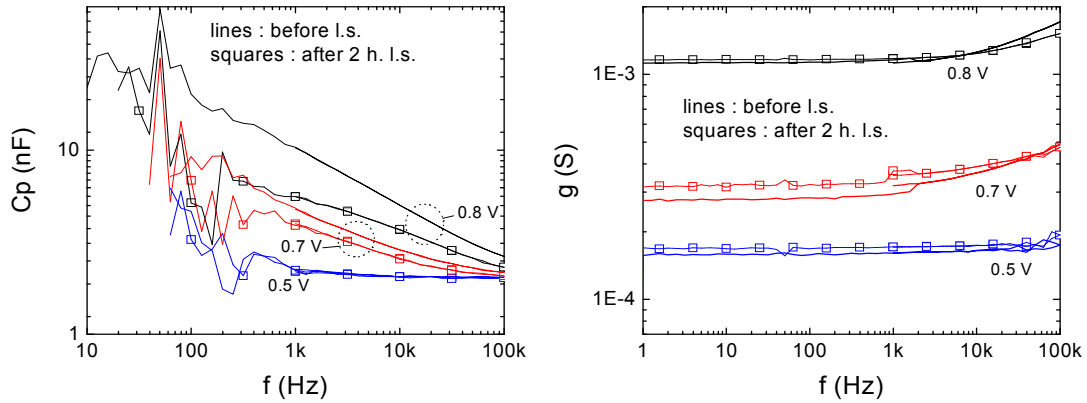 lines : before l.s.
squares : after 2 h. l.s.
Cp (nF)
10
1
0.8 V
0.7 V
0.5 V
10
100
1k
10k
100k
f (Hz)
g (S)
1E-3
1E-4
0.8 V
lines : before l.s.
squares : after 2 h. l.s.
0.7 V
0.5 V
1
10
100
1k
10k
100k
f (Hz)